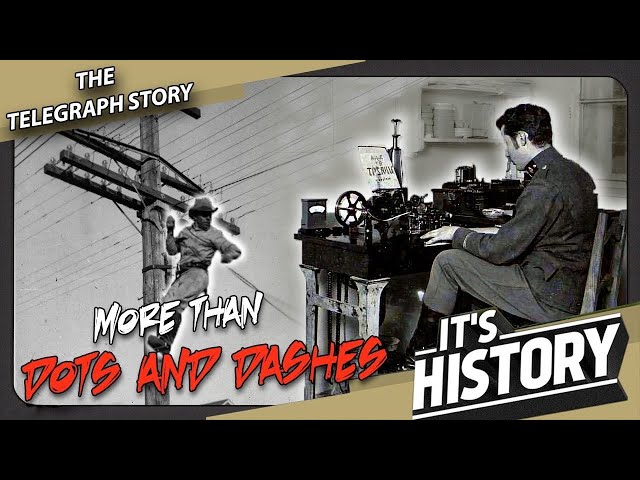 THE
TELEGRAPH STORY
MORE THAN
DOTS AND DASHES
...IT'S
HISTORY